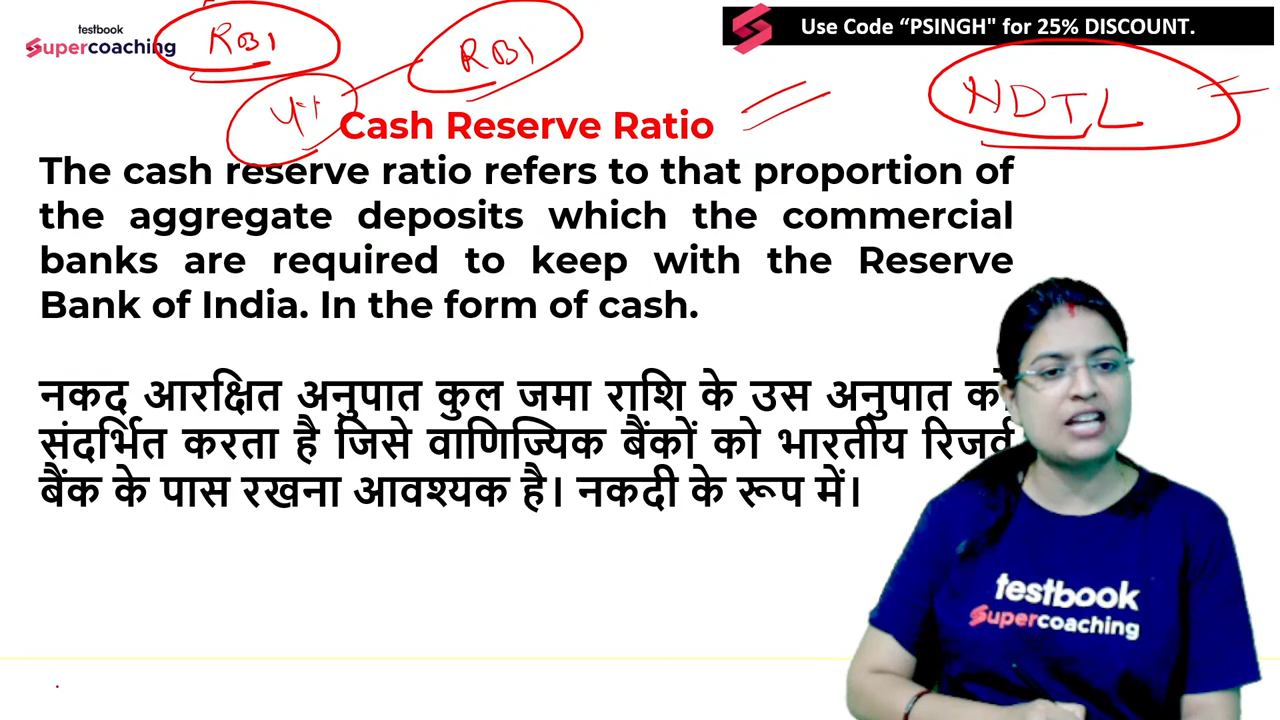 testbook
Supercoaching
RBI
RBI
Use Code “PSINGH" for 25% DISCOUNT.
NDTL
Cash Reserve Ratio
The cash reserve ratio refers to that proportion of
the aggregate deposits which the commercial
banks are required to keep with the Reserve
Bank of India. In the form of cash.
नकद आरक्षित अनुपात कुल जमा राशि के उस अनुपात को
संदर्भित करता है जिसे वाणिज्यिक बैंकों को भारतीय रिजर्व
बैंक के पास रखना आवश्यक है। नकदी के रूप में।
testbook
Supercoaching